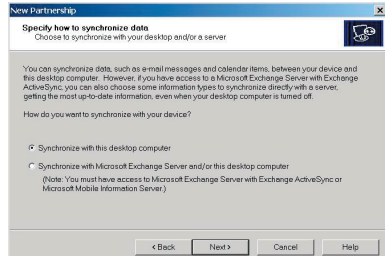 New Partnership
Specify how to synchronize data
Choose to synchronize with your desktop and/or a server
You can synchronize data, such as e-mail messages and calendar items, between your device and
this desktop computer. However, if you have access to a Microsoft Exchange Server with Exchange
ActiveSync, you can also choose some information types to synchronize directly with a server,
getting the most up-to-date information, even when your desktop computer is turned off.
How do you want to synchronize with your device?
Synchronize with this desktop computer
Synchronize with Microsoft Exchange Server and/or this desktop computer
(Note: You must have access to Microsoft Exchange Server with Exchange ActiveSync or
Microsoft Mobile Information Server.)
< Back Next > Cancel Help